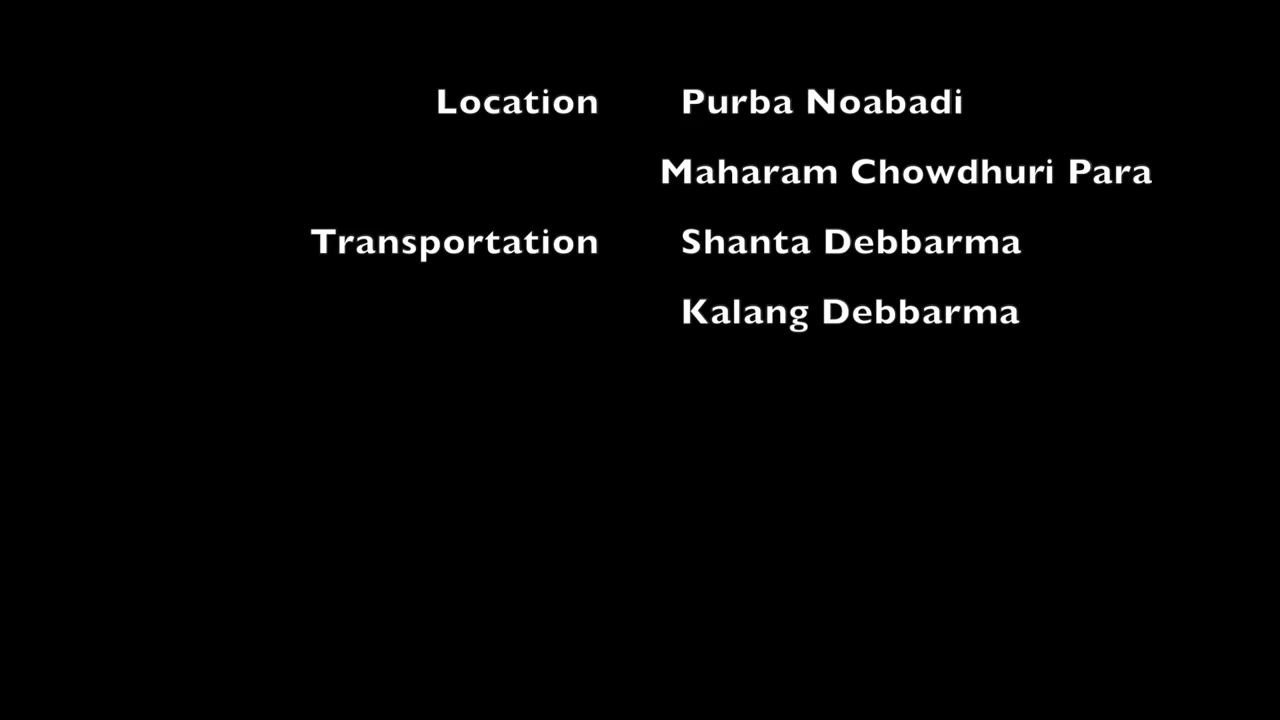 Location Purba Noabadi
Maharam Chowdhuri Para
Transportation Shanta Debbarma
Kalang Debbarma